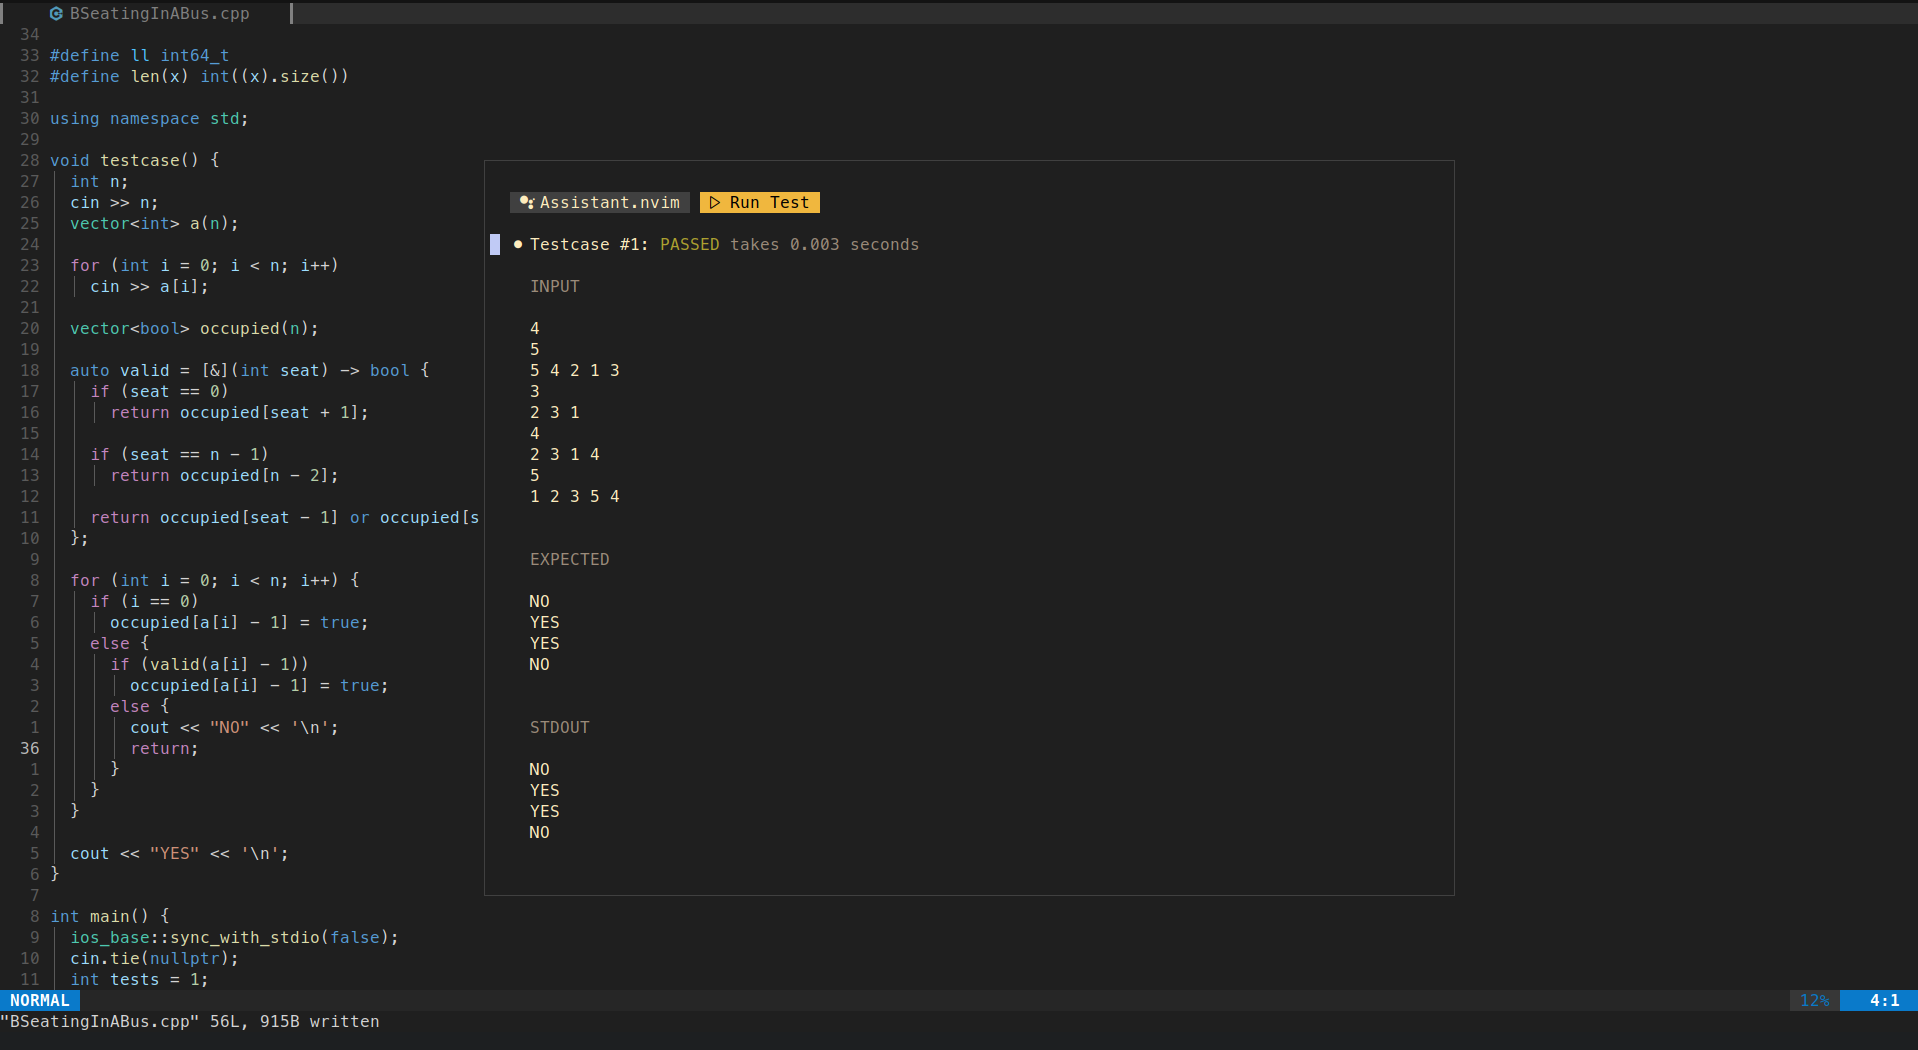 BSeatingInABus.cpp
34
33 #define ll int64_t
32 #define len(x) int((x).size())
31
30 using namespace std;
29
28 void testcase() {
27 int n;
26 cin >> n;
25 vector<int> a(n);
24
23 for (int i = 0; i < n; i++)
22 cin >> a[i];
21
20 vector<bool> occupied(n);
19
18 auto valid = [&](int seat) -> bool {
17 if (seat == 0)
16 return occupied[seat + 1];
15
14 if (seat == n - 1)
13 return occupied[n - 2];
12
11 return occupied[seat - 1] or occupied[s
10 };
9
8 for (int i = 0; i < n; i++) {
7 if (i == 0)
6 occupied[a[i] - 1] = true;
5 else {
4 if (valid(a[i] - 1))
3 occupied[a[i] - 1] = true;
2 else {
1 cout << "NO" << '\n';
36 return;
1 }
2 }
3 }
4
5 cout << "YES" << '\n';
6 }
7
8 int main() {
9 ios_base::sync_with_stdio(false);
10 cin.tie(nullptr);
11 int tests = 1;
Assistant.nvim Run Test
Testcase #1: PASSED takes 0.003 seconds
INPUT
4
5
5 4 2 1 3
3
2 3 1
4
2 3 1 4
5
1 2 3 5 4
EXPECTED
NO
YES
YES
NO
STDOUT
NO
YES
YES
NO
NORMAL 12% 4:1
"BSeatingInABus.cpp" 56L, 915B written